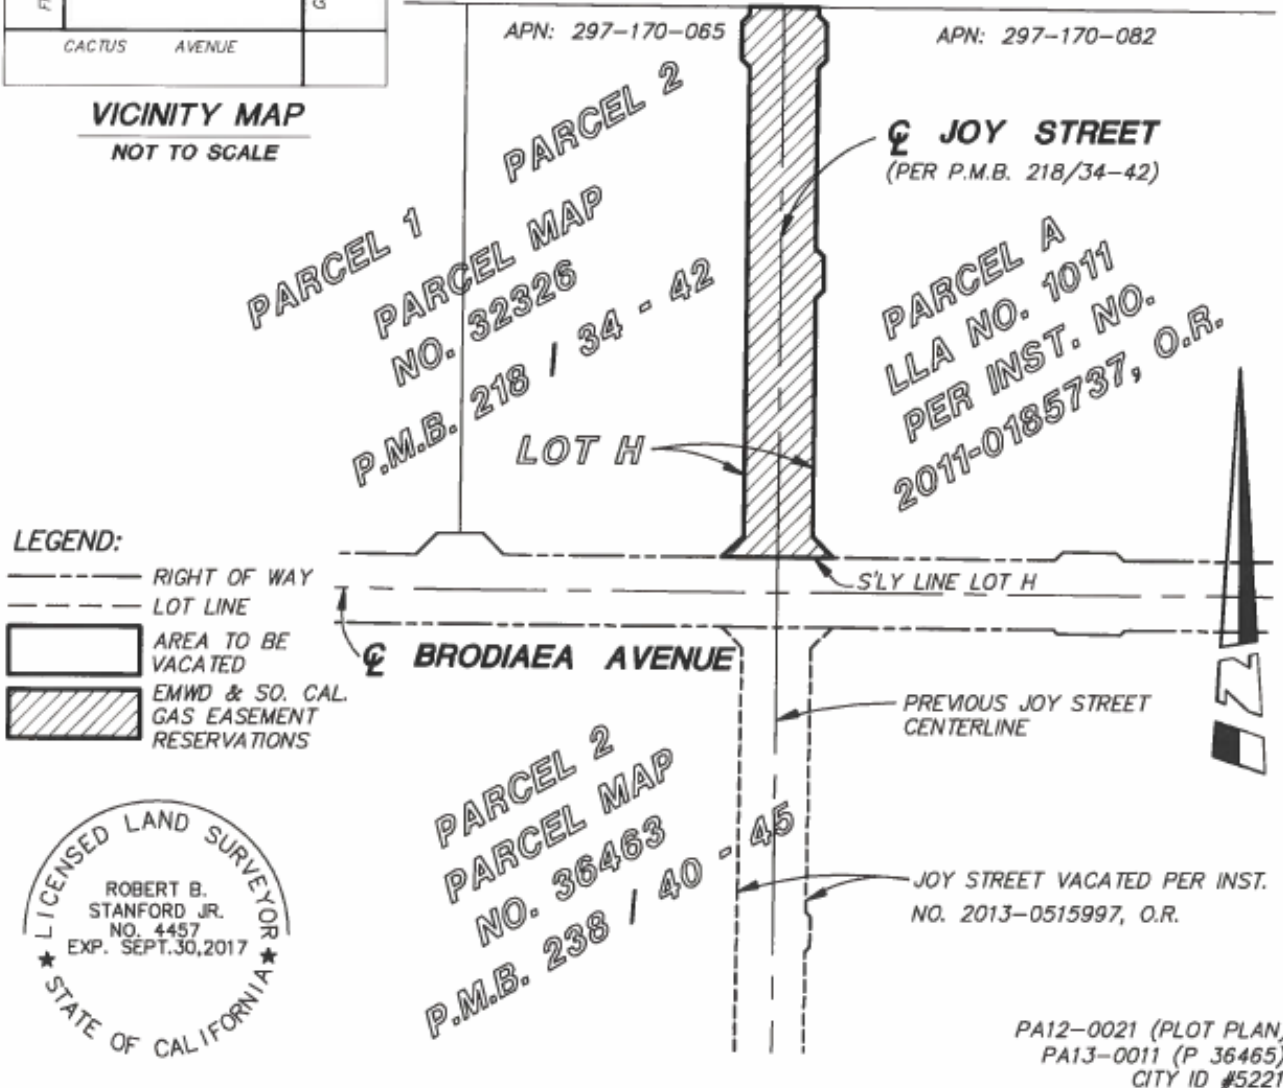 CACTUS AVENUE
VICINITY MAP
NOT TO SCALE
APN: 297-170-065
APN: 297-170-082
℄ JOY STREET
(PER P.M.B. 218/34-42)
PARCEL 1
PARCEL 2
PARCEL MAP
NO. 32326
P.M.B. 218 / 34 - 42
PARCEL A
LLA NO. 1011
PER INST. NO.
2011-0185737, O.R.
LOT H
S'LY LINE LOT H
℄ BRODIAEA AVENUE
LEGEND:
RIGHT OF WAY
LOT LINE
AREA TO BE
VACATED
EMWD & SO. CAL.
GAS EASEMENT
RESERVATIONS
N
PREVIOUS JOY STREET
CENTERLINE
PARCEL 2
PARCEL MAP
NO. 36463
P.M.B. 238 / 40 - 45
JOY STREET VACATED PER INST.
NO. 2013-0515997, O.R.
LICENSED LAND SURVEYOR
ROBERT B.
STANFORD JR.
NO. 4457
EXP. SEPT.30,2017
★ STATE OF CALIFORNIA ★
PA12-0021 (PLOT PLAN)
PA13-0011 (P 36465)
CITY ID #5221